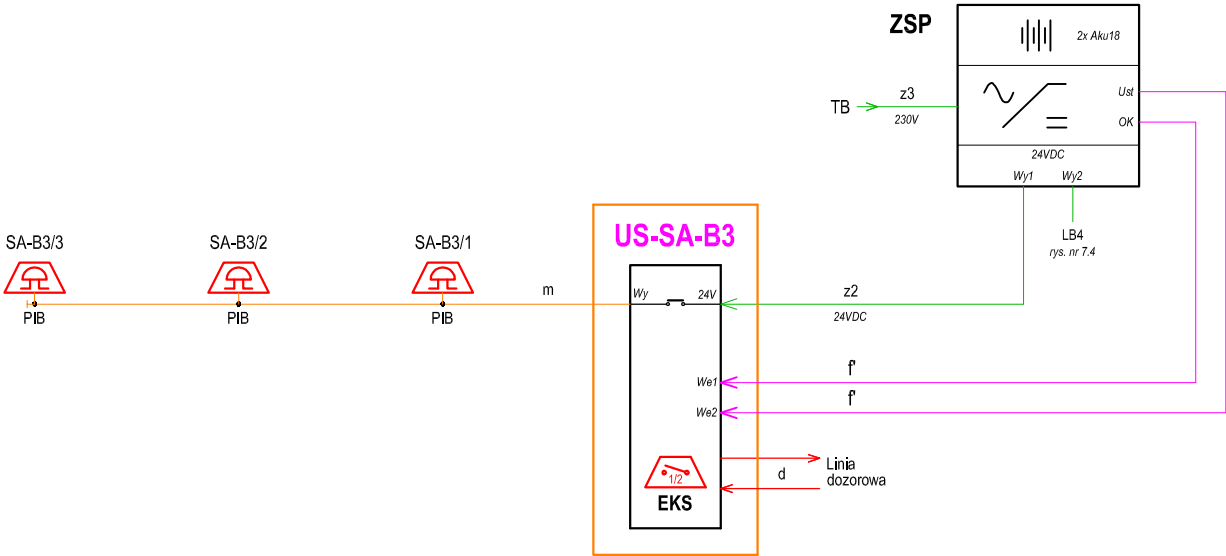 ZSP
2x Aku18
TB
z3
230V
Ust
OK
24VDC
Wy1
Wy2
LB4
rys. nr 7.4
US-SA-B3
SA-B3/3
SA-B3/2
SA-B3/1
PIB
PIB
PIB
m
Wy
24V
z2
24VDC
We1
f'
We2
f'
1/2
EKS
d
Linia
dozorowa